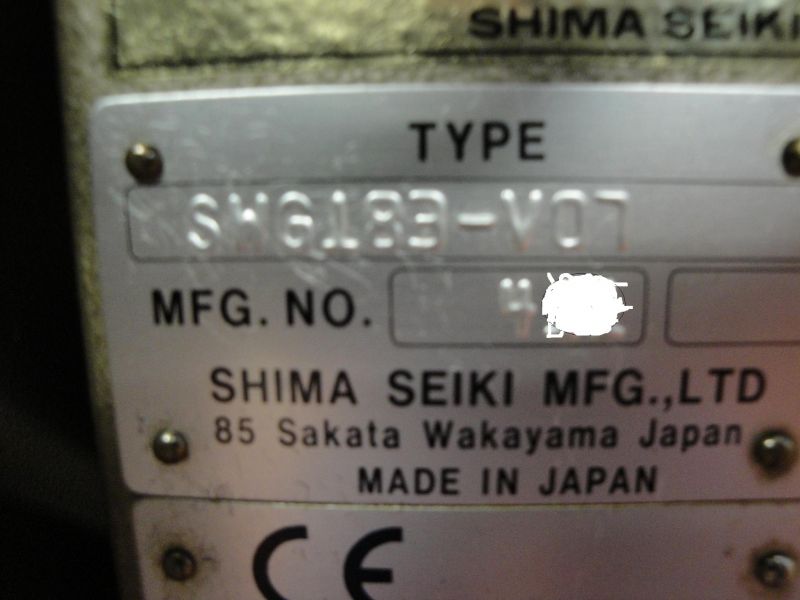 SHIMA SEIKI
TYPE
SWG183-V07
MFG. NO. 4
SHIMA SEIKI MFG.,LTD
85 Sakata Wakayama Japan
MADE IN JAPAN
CE